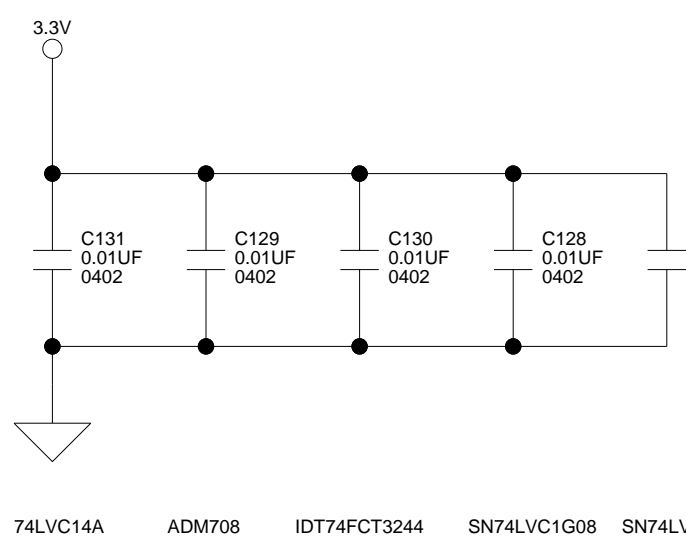 3.3V
C131
0.01UF
0402
C129
0.01UF
0402
C130
0.01UF
0402
C128
0.01UF
0402
74LVC14A ADM708 IDT74FCT3244 SN74LVC1G08